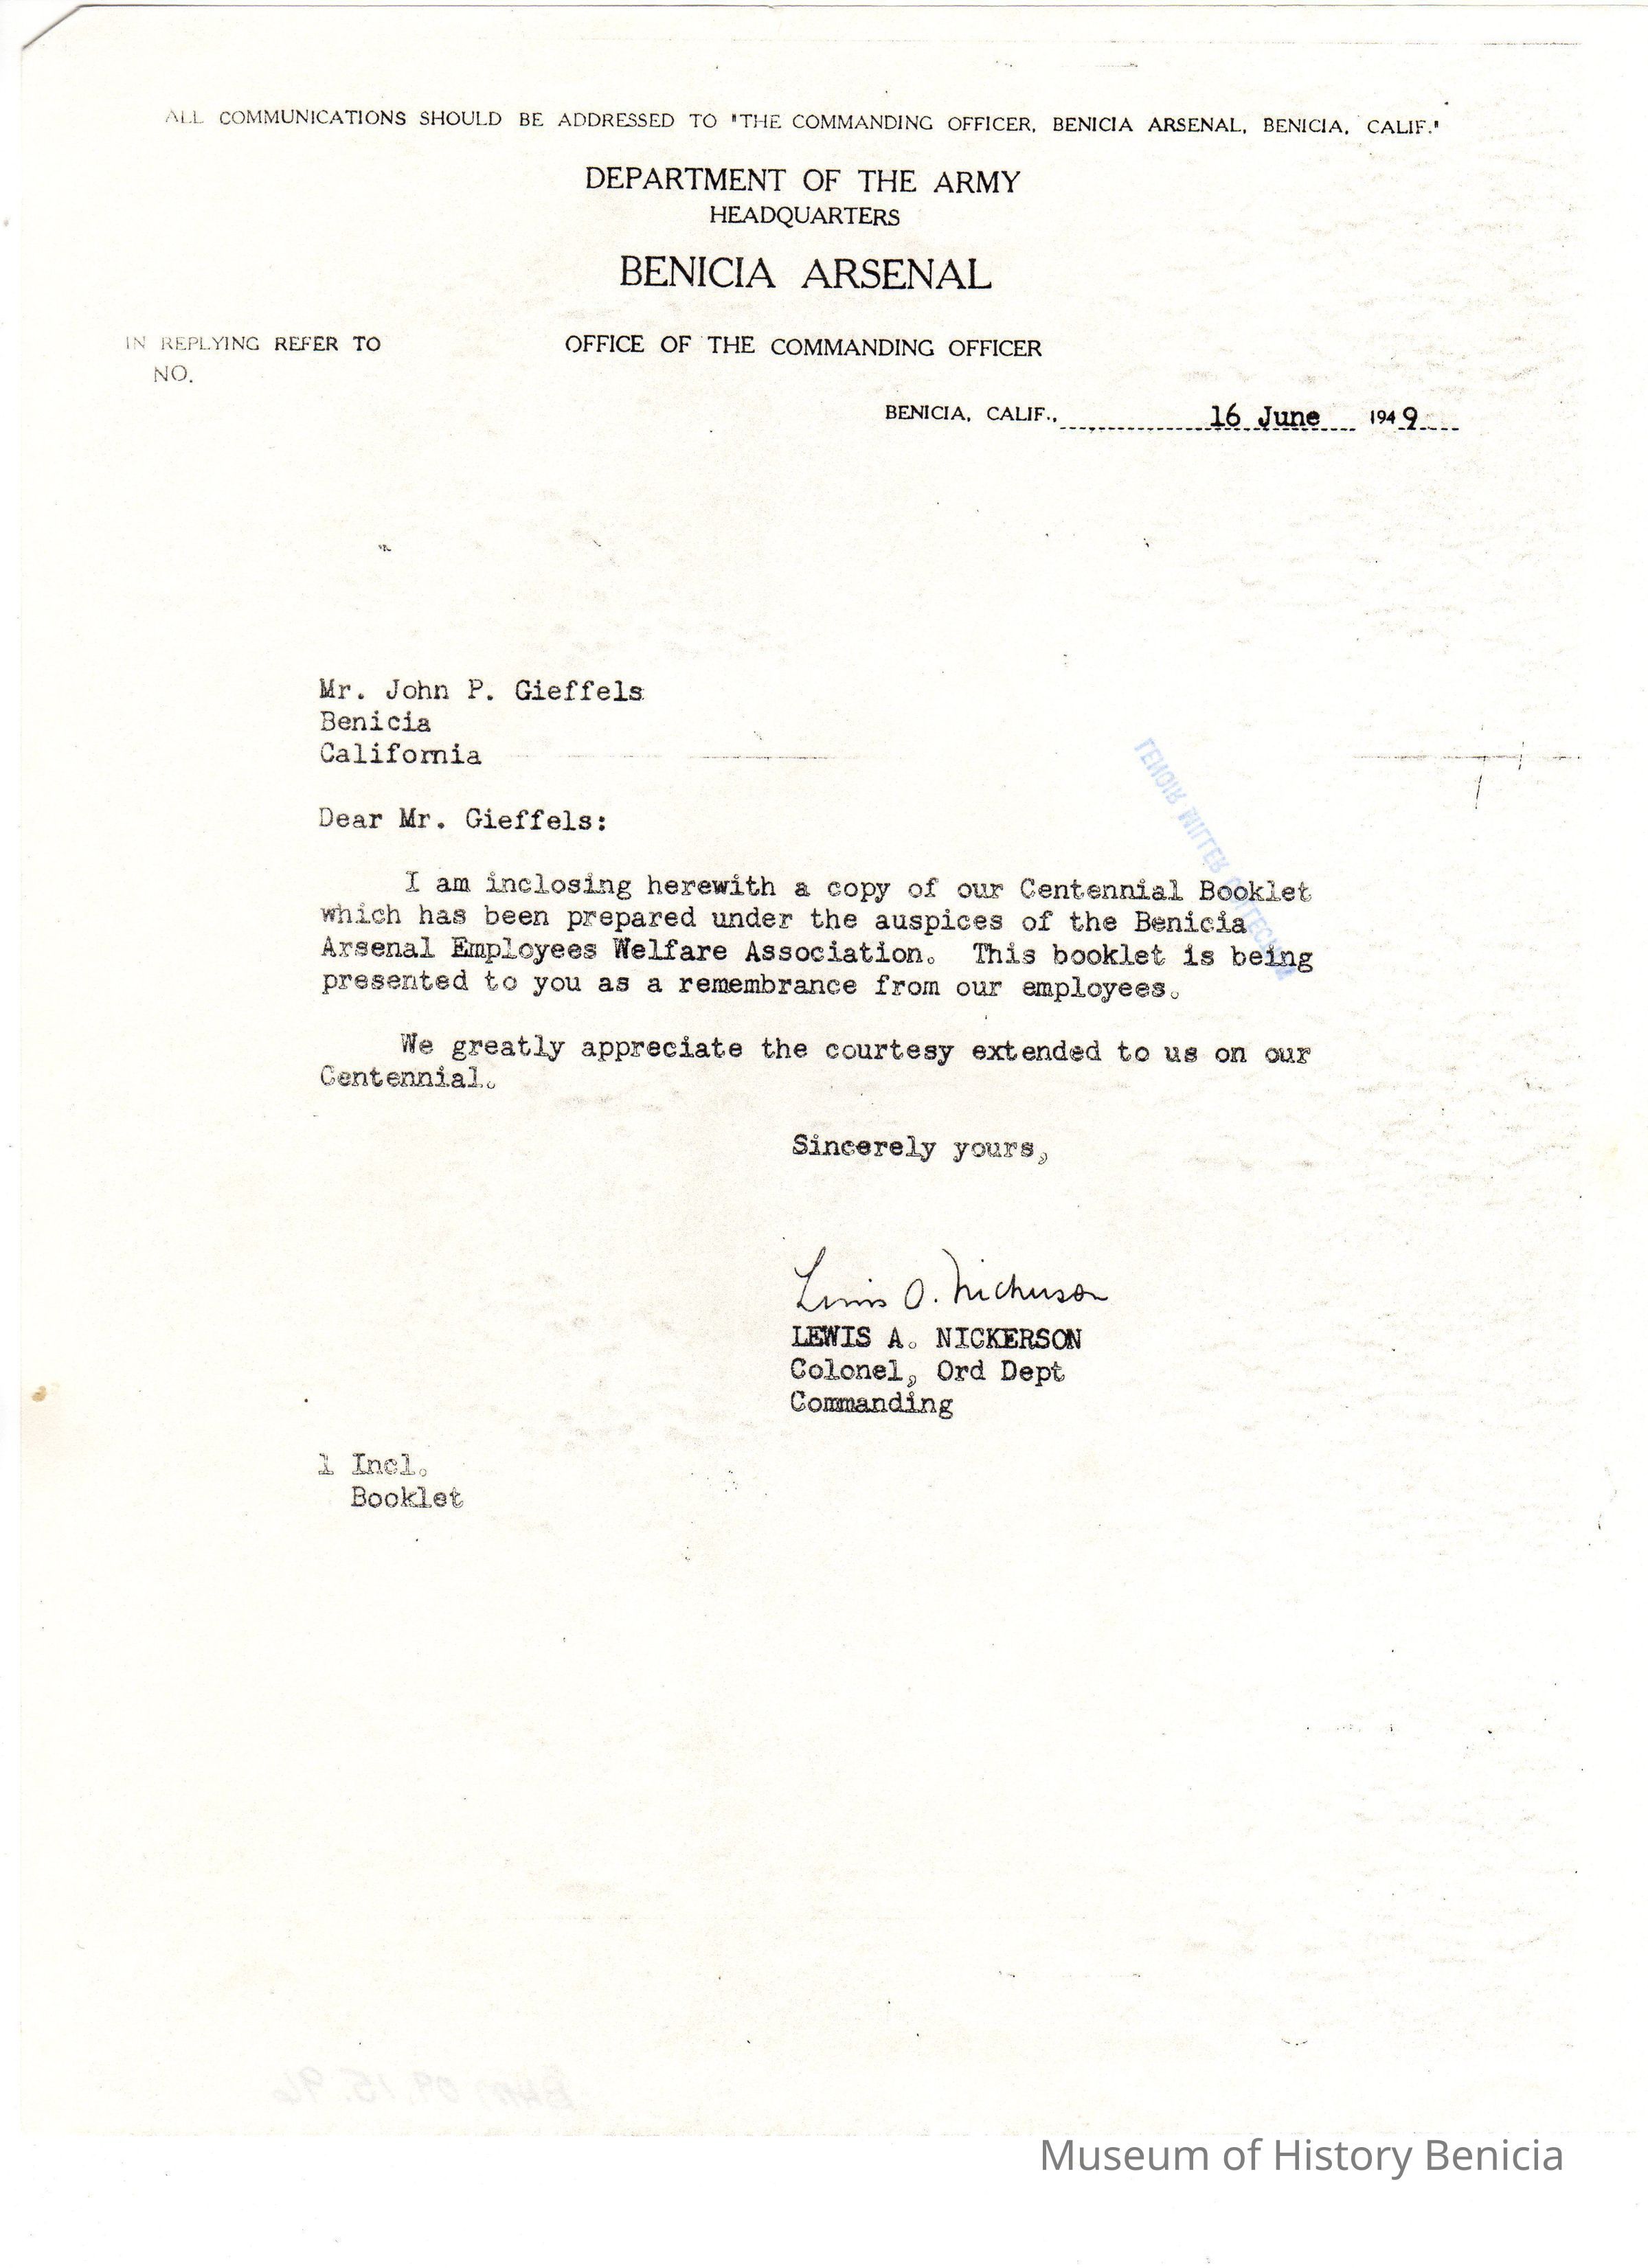 ALL COMMUNICATIONS SHOULD BE ADDRESSED TO "THE COMMANDING OFFICER, BENICIA ARSENAL, BENICIA, CALIF."
DEPARTMENT OF THE ARMY
HEADQUARTERS
BENICIA ARSENAL
IN REPLYING REFER TO
NO.
OFFICE OF THE COMMANDING OFFICER
BENICIA, CALIF., 16 June 1949
Mr. John P. Gieffels
Benicia
California
Dear Mr. Gieffels:
I am inclosing herewith a copy of our Centennial Booklet
which has been prepared under the auspices of the Benicia
Arsenal Employees Welfare Association. This booklet is being
presented to you as a remembrance from our employees.
We greatly appreciate the courtesy extended to us on our
Centennial.
Sincerely yours,
LEWIS A. NICKERSON
Colonel, Ord Dept
Commanding
1 Incl.
Booklet
Museum of History Benicia